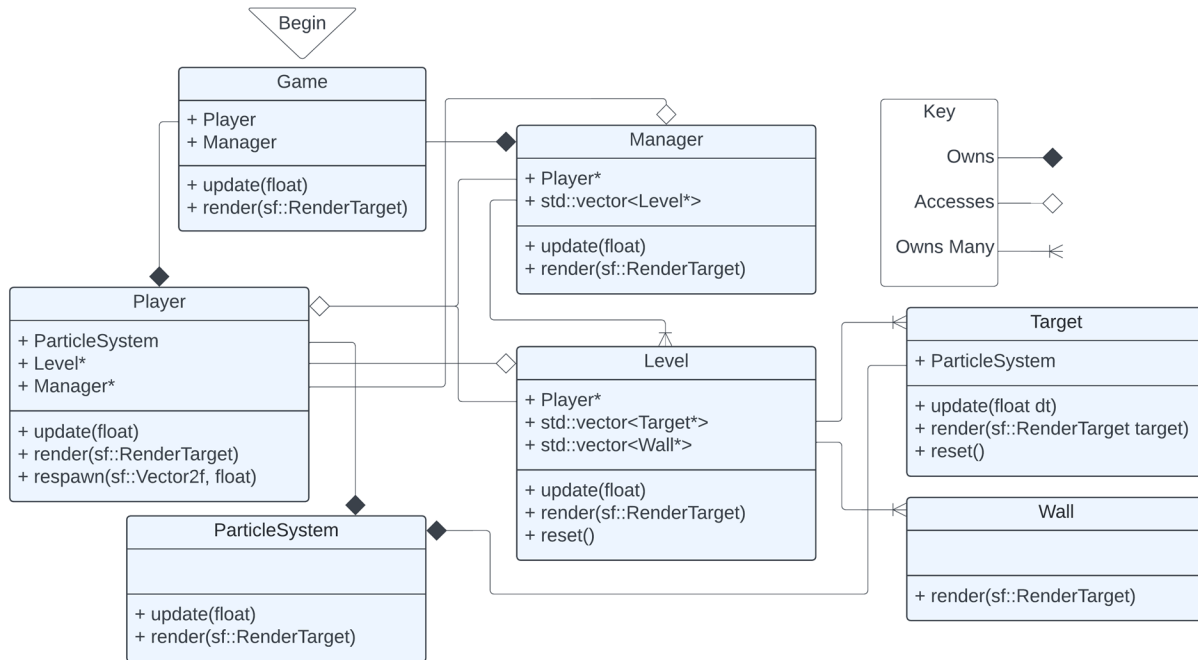 Begin
Game
+ Player
+ Manager
+ update(float)
+ render(sf::RenderTarget)
Manager
+ Player*
+ std::vector<Level*>
+ update(float)
+ render(sf::RenderTarget)
Key
Owns
Accesses
Owns Many
Player
+ ParticleSystem
+ Level*
+ Manager*
+ update(float)
+ render(sf::RenderTarget)
+ respawn(sf::Vector2f, float)
Level
+ Player*
+ std::vector<Target*>
+ std::vector<Wall*>
+ update(float)
+ render(sf::RenderTarget)
+ reset()
Target
+ ParticleSystem
+ update(float dt)
+ render(sf::RenderTarget target)
+ reset()
ParticleSystem
+ update(float)
+ render(sf::RenderTarget)
Wall
+ render(sf::RenderTarget)